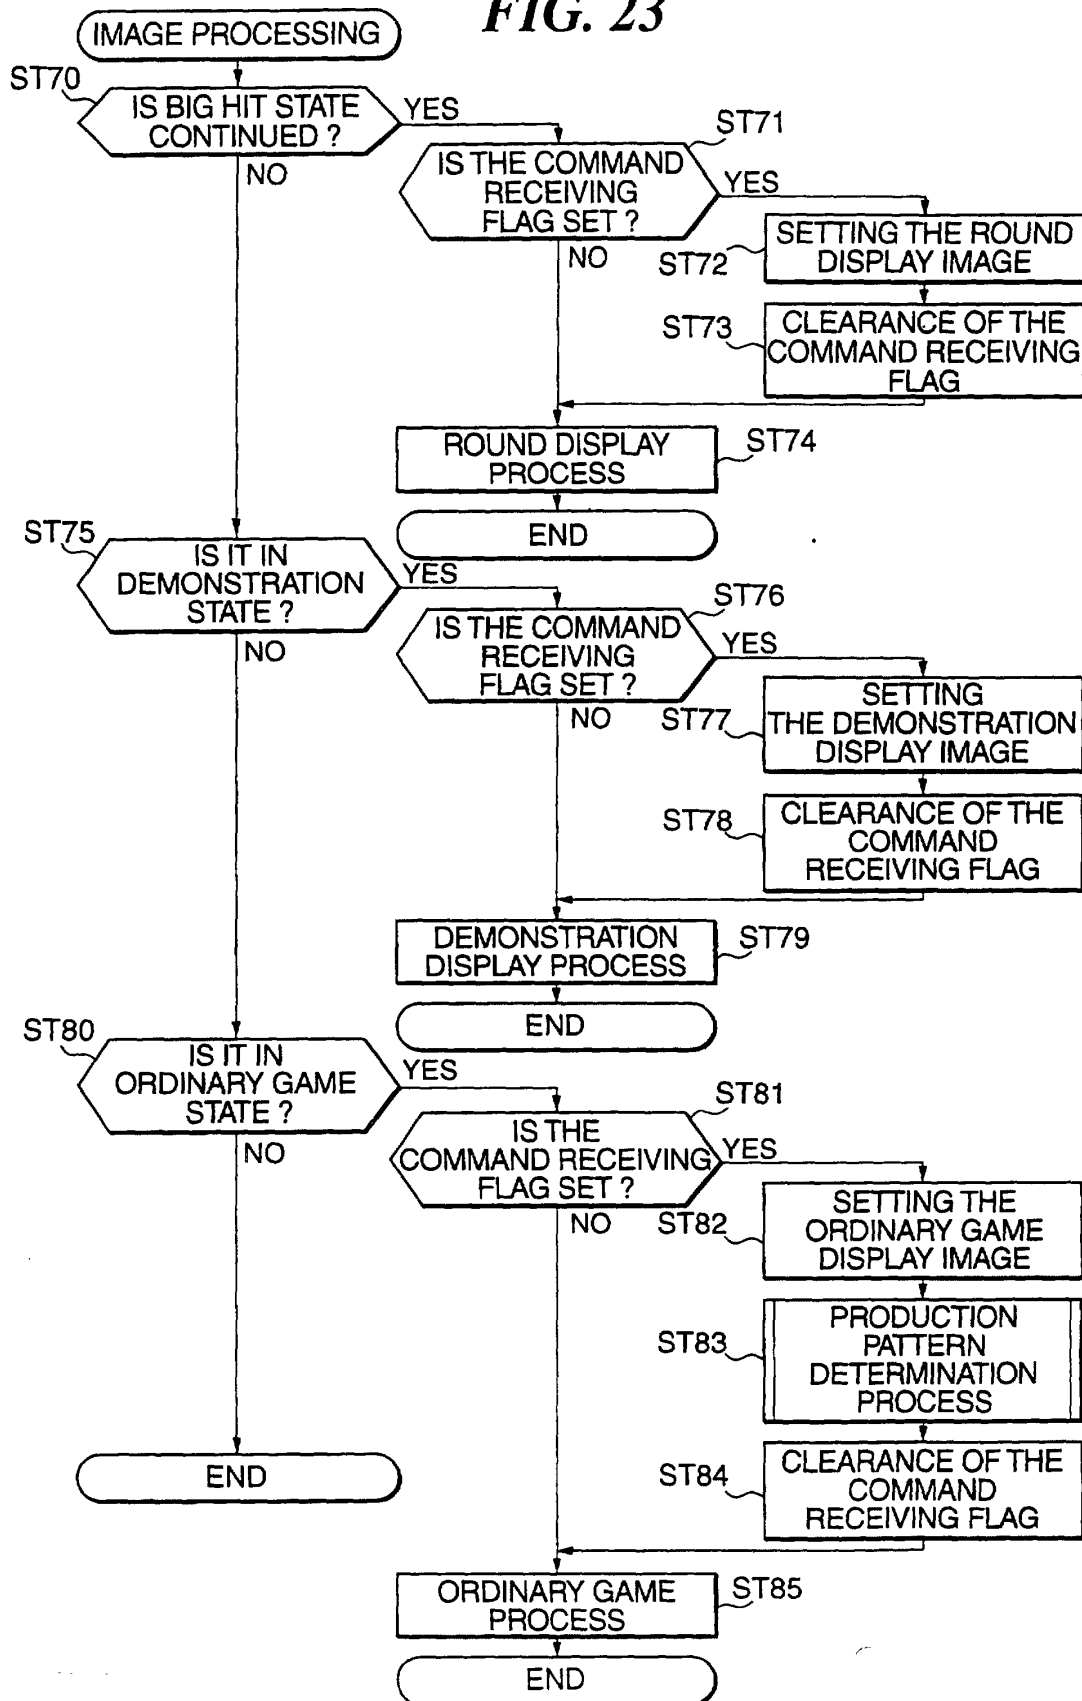 FIG. 23
IMAGE PROCESSING
ST70
IS BIG HIT STATE
CONTINUED ?
YES
NO
ST71
IS THE COMMAND
RECEIVING
FLAG SET ?
YES
NO
ST72
SETTING THE ROUND
DISPLAY IMAGE
ST73
CLEARANCE OF THE
COMMAND RECEIVING
FLAG
ROUND DISPLAY
PROCESS
ST74
END
ST75
IS IT IN
DEMONSTRATION
STATE ?
YES
NO
ST76
IS THE COMMAND
RECEIVING
FLAG SET ?
YES
NO
ST77
SETTING
THE DEMONSTRATION
DISPLAY IMAGE
ST78
CLEARANCE OF THE
COMMAND
RECEIVING FLAG
DEMONSTRATION
DISPLAY PROCESS
ST79
END
ST80
IS IT IN
ORDINARY GAME
STATE ?
YES
NO
ST81
IS THE
COMMAND RECEIVING
FLAG SET ?
YES
NO
ST82
SETTING THE
ORDINARY GAME
DISPLAY IMAGE
ST83
PRODUCTION
PATTERN
DETERMINATION
PROCESS
ST84
CLEARANCE OF THE
COMMAND
RECEIVING FLAG
END
ORDINARY GAME
PROCESS
ST85
END